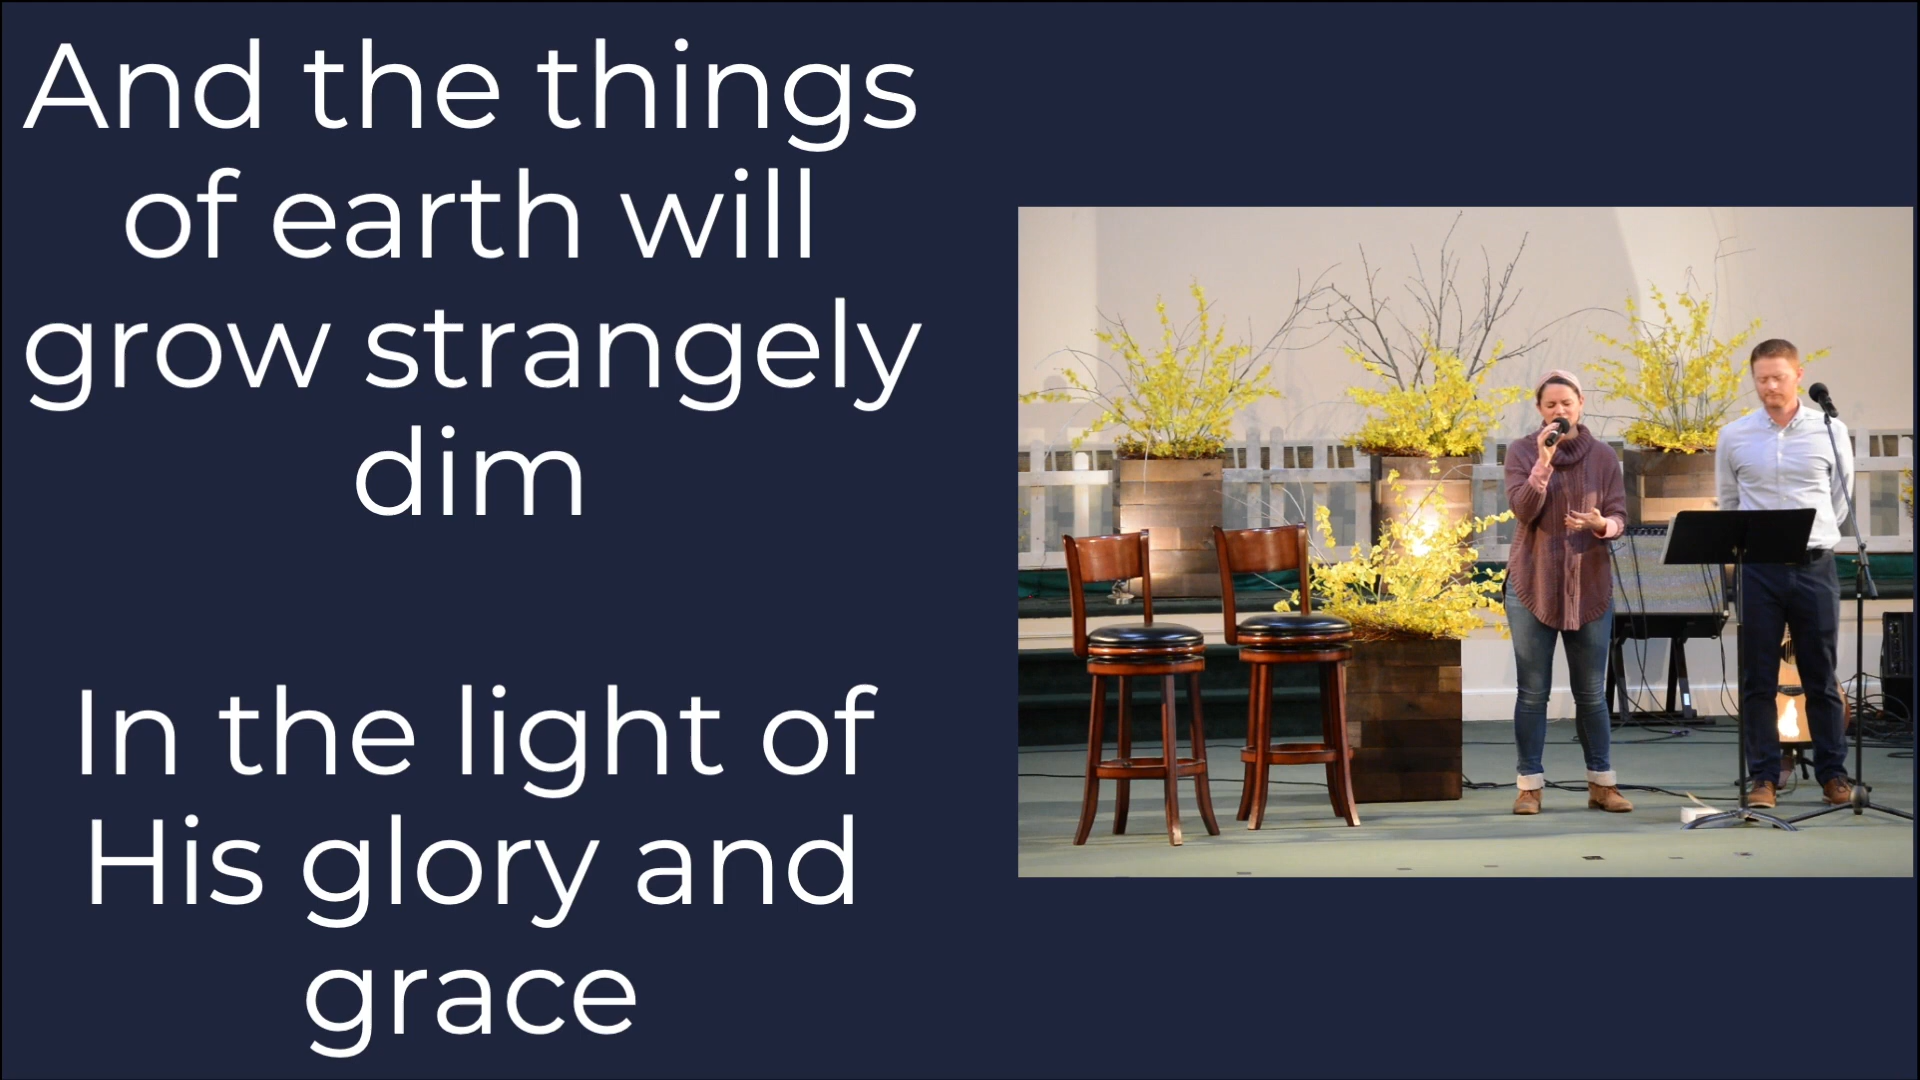 And the things
of earth will
grow strangely
dim
In the light of
His glory and
grace